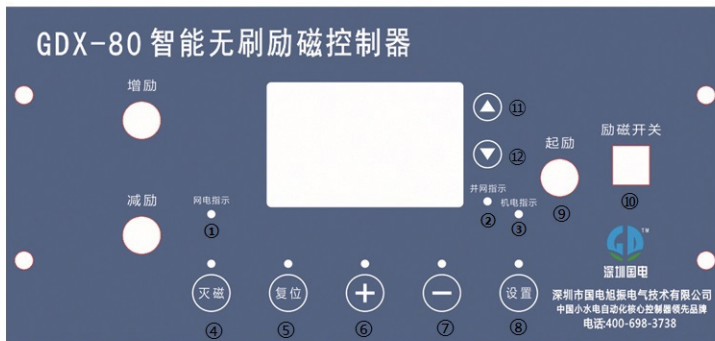 GDX-80 智能无刷励磁控制器
增励
⑪
励磁开关
起励
⑫
减励
网电指示
并网指示
机电指示
①
②
③
⑨
⑩
GD™
深圳国电
灭磁
复位
+
−
设置
④
⑤
⑥
⑦
⑧
深圳市国电旭振电气技术有限公司
中国小水电自动化核心控制器领先品牌
电话:400-698-3738